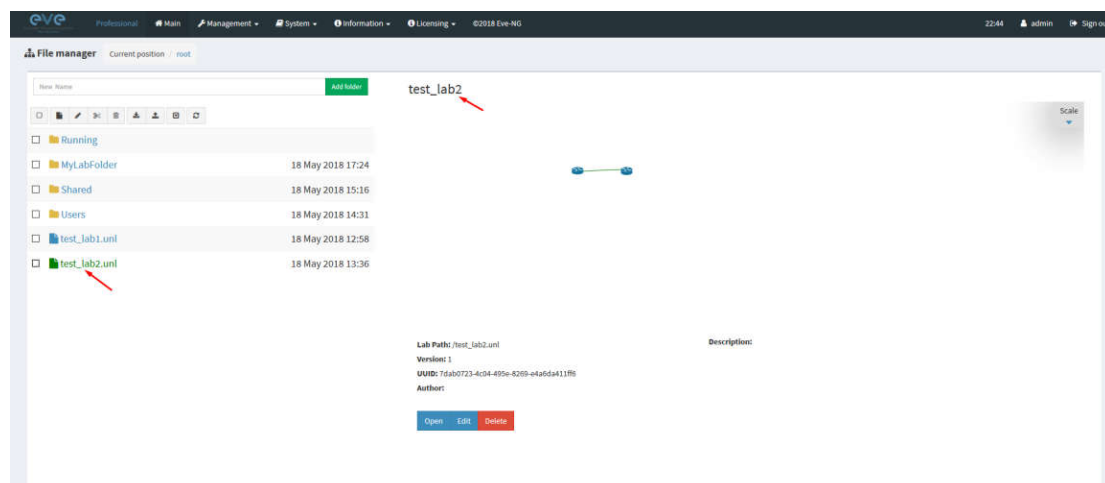 eve Professional Main Management System Information Licensing ©2018 Eve-NG 22:44 admin Sign ou
File manager Current position / root
New Name Add folder
Running
MyLabFolder 18 May 2018 17:24
Shared 18 May 2018 15:16
Users 18 May 2018 14:31
test_lab1.unl 18 May 2018 12:58
test_lab2.unl 18 May 2018 13:36
test_lab2
Scale
Lab Path: /test_lab2.unl
Version: 1
UUID: 7dab0723-4c04-495e-8269-e4a6da411ff6
Author:
Description:
Open Edit Delete